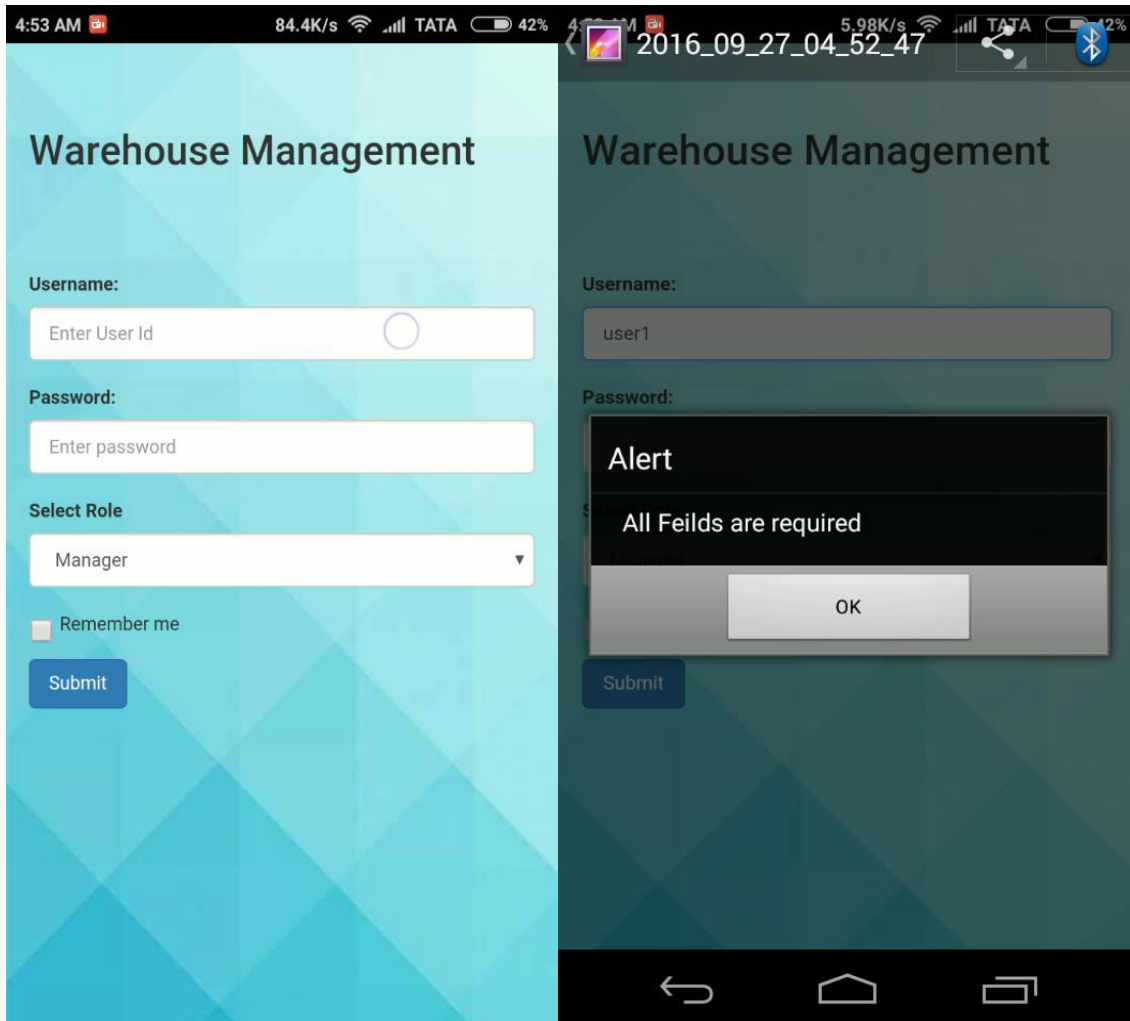 4:53 AM 84.4K/s TATA 42%
Warehouse Management
Username:
Enter User Id
Password:
Enter password
Select Role
Manager
Remember me
Submit
5.98K/s TATA 42%
2016_09_27_04_52_47
Warehouse Management
Username:
user1
Password:
Alert
All Feilds are required
OK
Submit